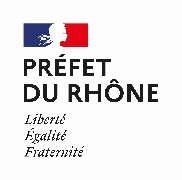 PRÉFET
DU RHÔNE
Liberté
Égalité
Fraternité